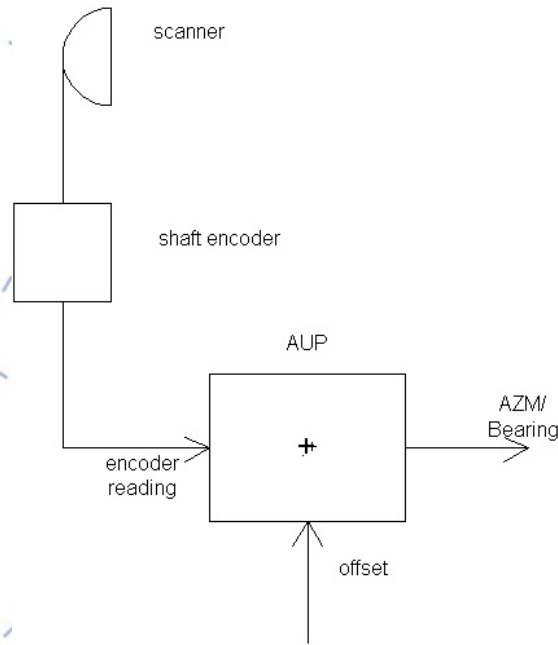 scanner
shaft encoder
AUP
AZM/
Bearing
+
encoder
reading
offset